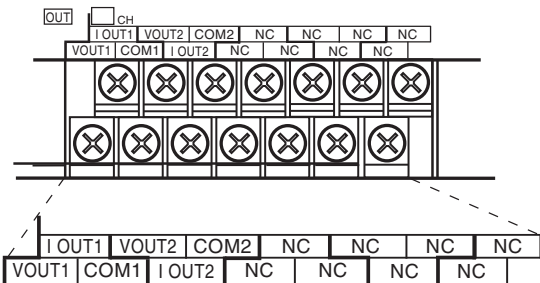 OUT CH
I OUT1 VOUT2 COM2 NC NC NC NC
VOUT1 COM1 I OUT2 NC NC NC NC
I OUT1 VOUT2 COM2 NC NC NC NC
VOUT1 COM1 I OUT2 NC NC NC NC